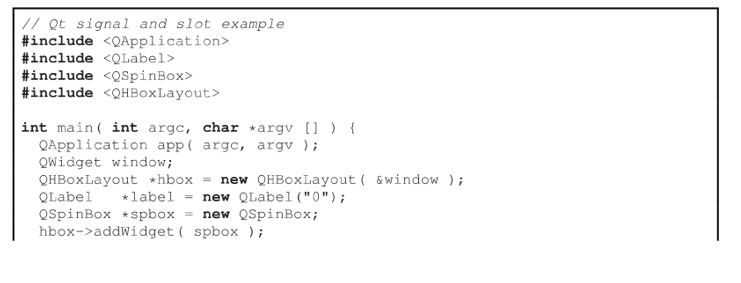 // Qt signal and slot example
#include <QApplication>
#include <QLabel>
#include <QSpinBox>
#include <QHBoxLayout>

int main( int argc, char *argv [] ) {
  QApplication app( argc, argv );
  QWidget window;
  QHBoxLayout *hbox = new QHBoxLayout( &window );
  QLabel   *label = new QLabel("0");
  QSpinBox *spbox = new QSpinBox;
  hbox->addWidget( spbox );